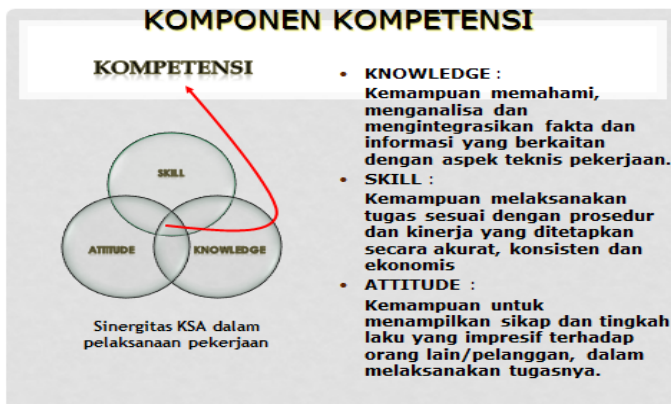 KOMPONEN KOMPETENSI
KOMPETENSI
SKILL
ATTITUDE
KNOWLEDGE
Sinergitas KSA dalam
pelaksanaan pekerjaan
• KNOWLEDGE :
Kemampuan memahami,
menganalisa dan
mengintegrasikan fakta dan
informasi yang berkaitan
dengan aspek teknis pekerjaan.
• SKILL :
Kemampuan melaksanakan
tugas sesuai dengan prosedur
dan kinerja yang ditetapkan
secara akurat, konsisten dan
ekonomis
• ATTITUDE :
Kemampuan untuk
menampilkan sikap dan tingkah
laku yang impresif terhadap
orang lain/pelanggan, dalam
melaksanakan tugasnya.